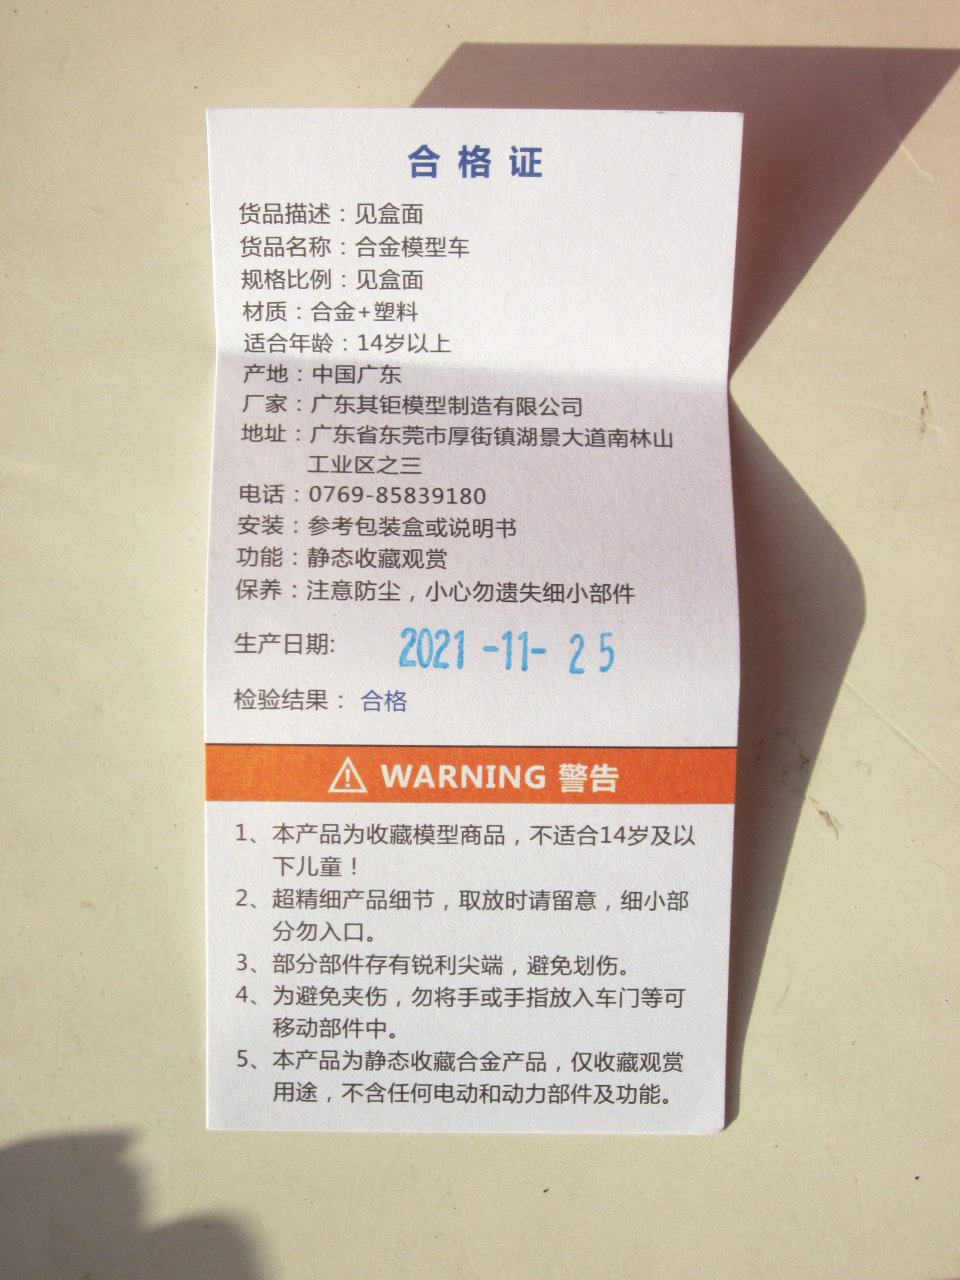 合格证
货品描述：见盒面
货品名称：合金模型车
规格比例：见盒面
材质：合金+塑料
适合年龄：14岁以上
产地：中国广东
厂家：广东其钜模型制造有限公司
地址：广东省东莞市厚街镇湖景大道南林山
工业区之三
电话：0769-85839180
安装：参考包装盒或说明书
功能：静态收藏观赏
保养：注意防尘，小心勿遗失细小部件
生产日期: 2021-11-25
检验结果：合格
WARNING 警告
1、本产品为收藏模型商品，不适合14岁及以
下儿童！
2、超精细产品细节，取放时请留意，细小部
分勿入口。
3、部分部件存有锐利尖端，避免划伤。
4、为避免夹伤，勿将手或手指放入车门等可
移动部件中。
5、本产品为静态收藏合金产品，仅收藏观赏
用途，不含任何电动和动力部件及功能。